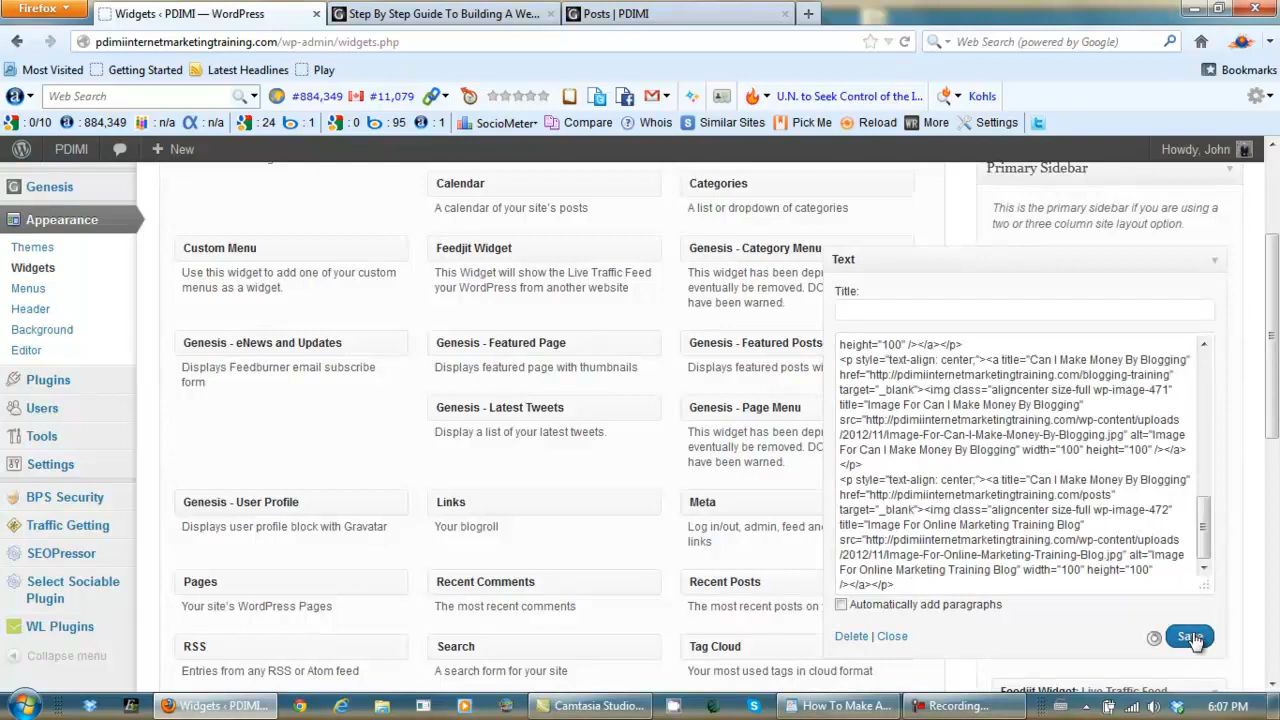 Firefox
Widgets ‹ PDIMI — WordPress
Step By Step Guide To Building A We...
Posts | PDIMI
pdimiinternetmarketingtraining.com/wp-admin/widgets.php
Web Search (powered by Google)
Most Visited
Getting Started
Latest Headlines
Play
Bookmarks
Web Search
#884,349
#11,079
U.N. to Seek Control of the I...
Kohls
0/10
884,349
n/a
n/a
24
1
0
95
1
SocioMeter
Compare
Whois
Similar Sites
Pick Me
Reload
More
Settings
PDIMI
New
Howdy, John
Genesis
Appearance
Themes
Widgets
Menus
Header
Background
Editor
Plugins
Users
Tools
Settings
BPS Security
Traffic Getting
SEOPressor
Select Sociable
Plugin
WL Plugins
Collapse menu
Calendar
A calendar of your site's posts
Categories
A list or dropdown of categories
Custom Menu
Use this widget to add one of your custom
menus as a widget.
Feedjit Widget
This Widget will show the Live Traffic Feed
your WordPress from another website
Genesis - Category Menu
This widget has been dep
eventually be removed. DC
have been warned.
Genesis - eNews and Updates
Displays Feedburner email subscribe
form
Genesis - Featured Page
Displays featured page with thumbnails
Genesis - Featured Posts
Displays featured posts wi
Genesis - Latest Tweets
Display a list of your latest tweets.
Genesis - Page Menu
This widget has been dep
eventually be removed. DC
have been warned.
Genesis - User Profile
Displays user profile block with Gravatar
Links
Your blogroll
Meta
Log in/out, admin, feed and
links
Pages
Your site's WordPress Pages
Recent Comments
The most recent comments
Recent Posts
The most recent posts on
RSS
Entries from any RSS or Atom feed
Search
A search form for your site
Tag Cloud
Your most used tags in cloud format
Primary Sidebar
This is the primary sidebar if you are using a
two or three column site layout option.
Text
Title:
height="100" /></a></p>
<p style="text-align: center;"><a title="Can I Make Money By Blogging"
href="http://pdimiinternetmarketingtraining.com/blogging-training"
target="_blank"><img class="aligncenter size-full wp-image-471"
title="Image For Can I Make Money By Blogging"
src="http://pdimiinternetmarketingtraining.com/wp-content/uploads
/2012/11/Image-For-Can-I-Make-Money-By-Blogging.jpg" alt="Image
For Can I Make Money By Blogging" width="100" height="100" /></a>
</p>
<p style="text-align: center;"><a title="Can I Make Money By Blogging"
href="http://pdimiinternetmarketingtraining.com/posts"
target="_blank"><img class="aligncenter size-full wp-image-472"
title="Image For Online Marketing Training Blog"
src="http://pdimiinternetmarketingtraining.com/wp-content/uploads
/2012/11/Image-For-Online-Marketing-Training-Blog.jpg" alt="Image
For Online Marketing Training Blog" width="100" height="100"
/></a></p>
Automatically add paragraphs
Delete | Close
Feedjit Widget: Live Traffic Feed
Widgets ‹ PDIMI...
Camtasia Studio...
How To Make A...
Recording...
6:07 PM